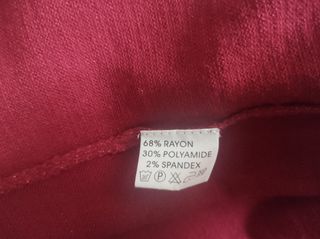 68% RAYON
30% POLYAMIDE
2% SPANDEX